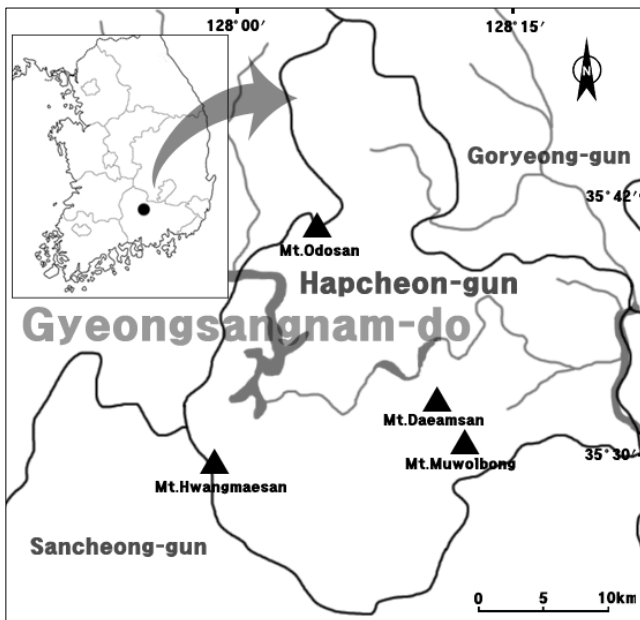 128°00′
128°15′
N
Goryeong-gun
35°42′
Mt.Odosan
Hapcheon-gun
Gyeongsangnam-do
Mt.Daeamsan
Mt.Muwolbong
35°30′
Mt.Hwangmaesan
Sancheong-gun
0 5 10km